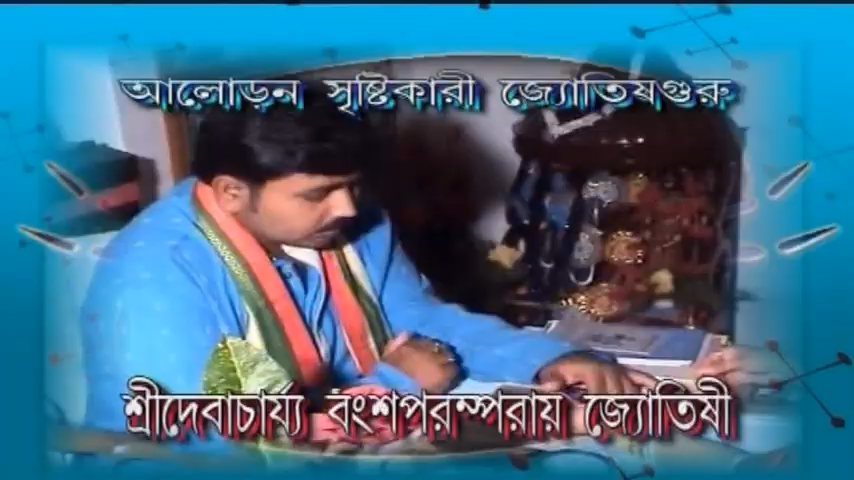 আলোড়ন সৃষ্টিকারী জ্যোতিষগুরু
শ্রীদেবাচার্য্য বংশপরম্পরায় জ্যোতিষী